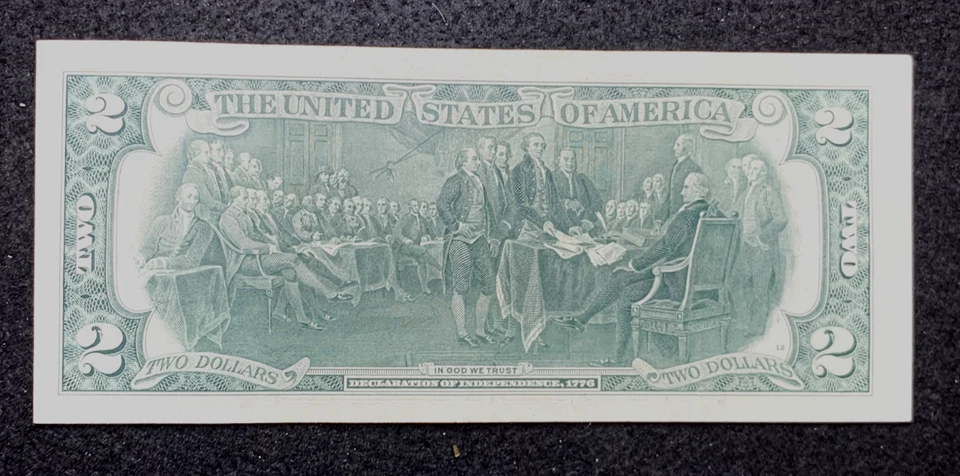 2 THE UNITED STATES OF AMERICA 2
TWO TWO
2 TWO DOLLARS IN GOD WE TRUST TWO DOLLARS 2
DECLARATION OF INDEPENDENCE, 1776